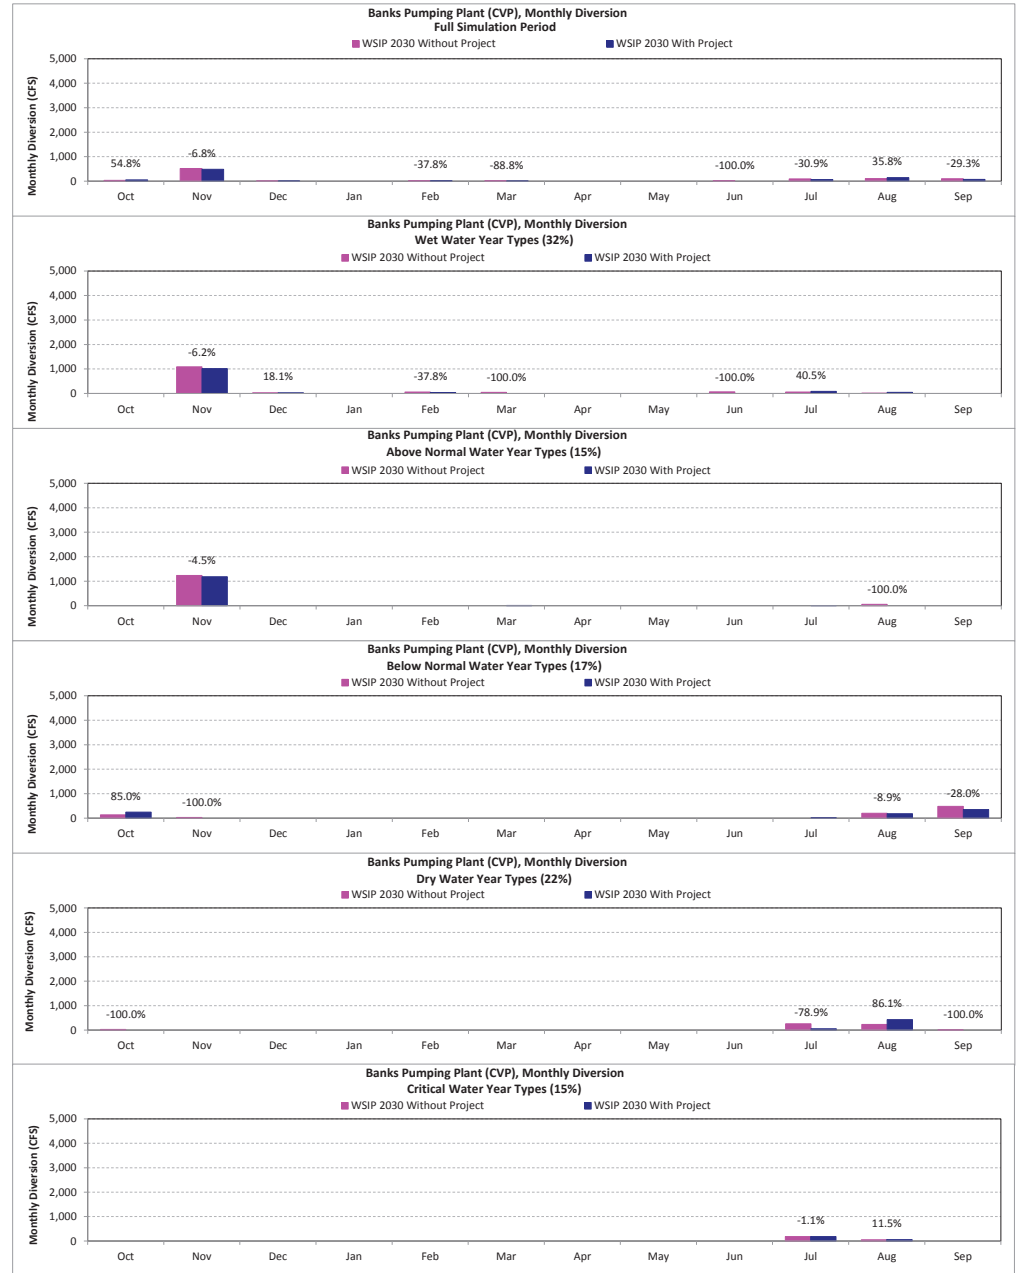 Banks Pumping Plant (CVP), Monthly Diversion
Full Simulation Period
WSIP 2030 Without Project WSIP 2030 With Project
Monthly Diversion (CFS)
5,000
4,000
3,000
2,000
1,000
0
54.8% -6.8% -37.8% -88.8% -100.0% -30.9% 35.8% -29.3%
Oct Nov Dec Jan Feb Mar Apr May Jun Jul Aug Sep
Banks Pumping Plant (CVP), Monthly Diversion
Wet Water Year Types (32%)
WSIP 2030 Without Project WSIP 2030 With Project
Monthly Diversion (CFS)
5,000
4,000
3,000
2,000
1,000
0
-6.2% 18.1% -37.8% -100.0% -100.0% 40.5%
Oct Nov Dec Jan Feb Mar Apr May Jun Jul Aug Sep
Banks Pumping Plant (CVP), Monthly Diversion
Above Normal Water Year Types (15%)
WSIP 2030 Without Project WSIP 2030 With Project
Monthly Diversion (CFS)
5,000
4,000
3,000
2,000
1,000
0
-4.5% -100.0%
Oct Nov Dec Jan Feb Mar Apr May Jun Jul Aug Sep
Banks Pumping Plant (CVP), Monthly Diversion
Below Normal Water Year Types (17%)
WSIP 2030 Without Project WSIP 2030 With Project
Monthly Diversion (CFS)
5,000
4,000
3,000
2,000
1,000
0
85.0% -100.0% -8.9% -28.0%
Oct Nov Dec Jan Feb Mar Apr May Jun Jul Aug Sep
Banks Pumping Plant (CVP), Monthly Diversion
Dry Water Year Types (22%)
WSIP 2030 Without Project WSIP 2030 With Project
Monthly Diversion (CFS)
5,000
4,000
3,000
2,000
1,000
0
-100.0% -78.9% 86.1% -100.0%
Oct Nov Dec Jan Feb Mar Apr May Jun Jul Aug Sep
Banks Pumping Plant (CVP), Monthly Diversion
Critical Water Year Types (15%)
WSIP 2030 Without Project WSIP 2030 With Project
Monthly Diversion (CFS)
5,000
4,000
3,000
2,000
1,000
0
-1.1% 11.5%
Oct Nov Dec Jan Feb Mar Apr May Jun Jul Aug Sep